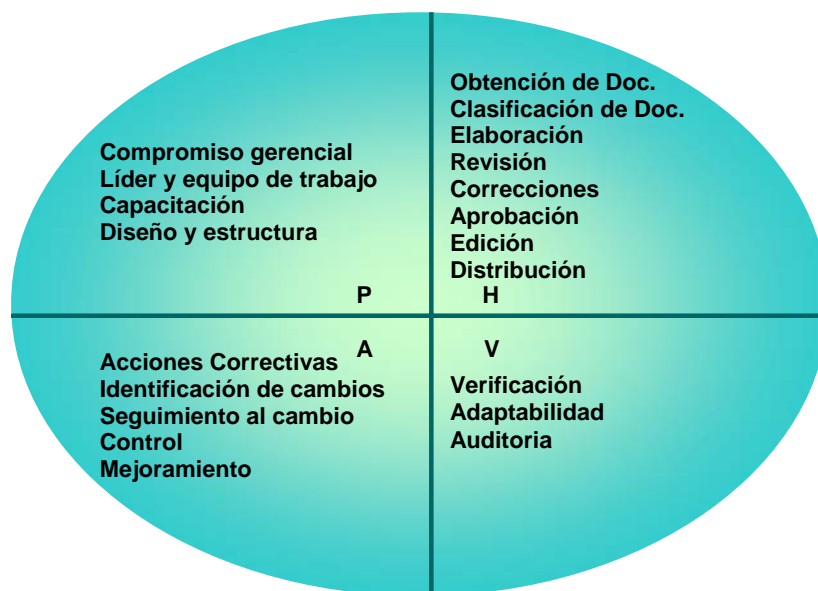 Compromiso gerencial
Líder y equipo de trabajo
Capacitación
Diseño y estructura
P
Obtención de Doc.
Clasificación de Doc.
Elaboración
Revisión
Correcciones
Aprobación
Edición
Distribución
H
A
Acciones Correctivas
Identificación de cambios
Seguimiento al cambio
Control
Mejoramiento
V
Verificación
Adaptabilidad
Auditoria